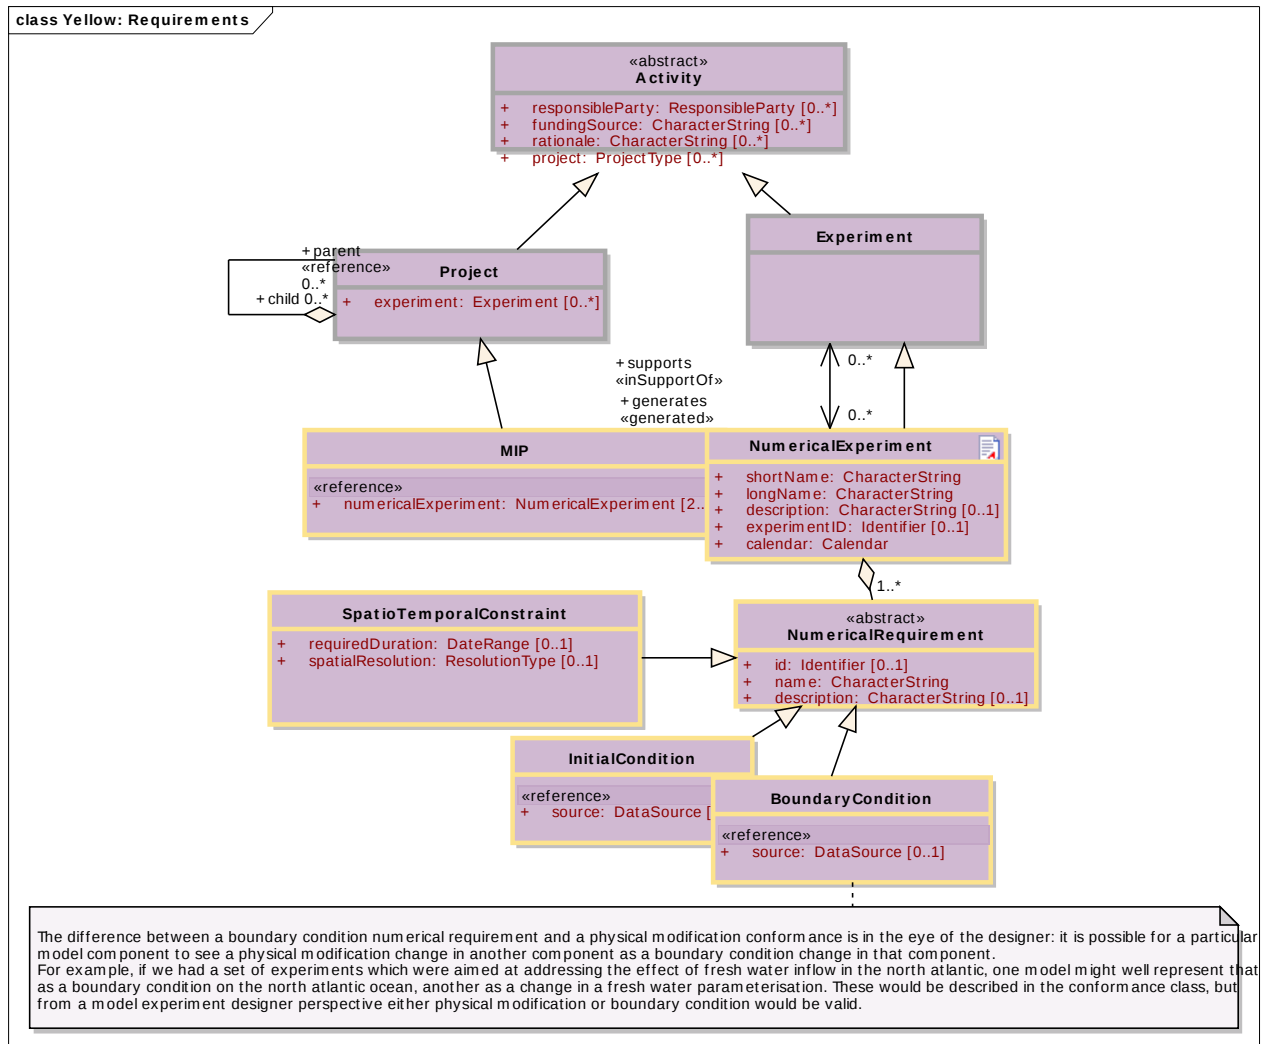 class Yellow: Requirements
«abstract»
Activity
+ responsibleParty: ResponsibleParty [0..*]
+ fundingSource: CharacterString [0..*]
+ rationale: CharacterString [0..*]
+ project: ProjectType [0..*]
Experiment
+parent
«reference»
0..*
+child 0..*
Project
+ experiment: Experiment [0..*]
+supports
«inSupportOf»
0..*
+generates
«generated»
0..*
MIP
«reference»
+ numericalExperiment: NumericalExperiment [2..
NumericalExperiment
+ shortName: CharacterString
+ longName: CharacterString
+ description: CharacterString [0..1]
+ experimentID: Identifier [0..1]
+ calendar: Calendar
1..*
SpatioTemporalConstraint
+ requiredDuration: DateRange [0..1]
+ spatialResolution: ResolutionType [0..1]
«abstract»
NumericalRequirement
+ id: Identifier [0..1]
+ name: CharacterString
+ description: CharacterString [0..1]
InitialCondition
«reference»
+ source: DataSource [
BoundaryCondition
«reference»
+ source: DataSource [0..1]
The difference between a boundary condition numerical requirement and a physical modification conformance is in the eye of the designer: it is possible for a particular
model component to see a physical modification change in another component as a boundary condition change in that component.
For example, if we had a set of experiments which were aimed at addressing the effect of fresh water inflow in the north atlantic, one model might well represent that
as a boundary condition on the north atlantic ocean, another as a change in a fresh water parameterisation. These would be described in the conformance class, but
from a model experiment designer perspective either physical modification or boundary condition would be valid.